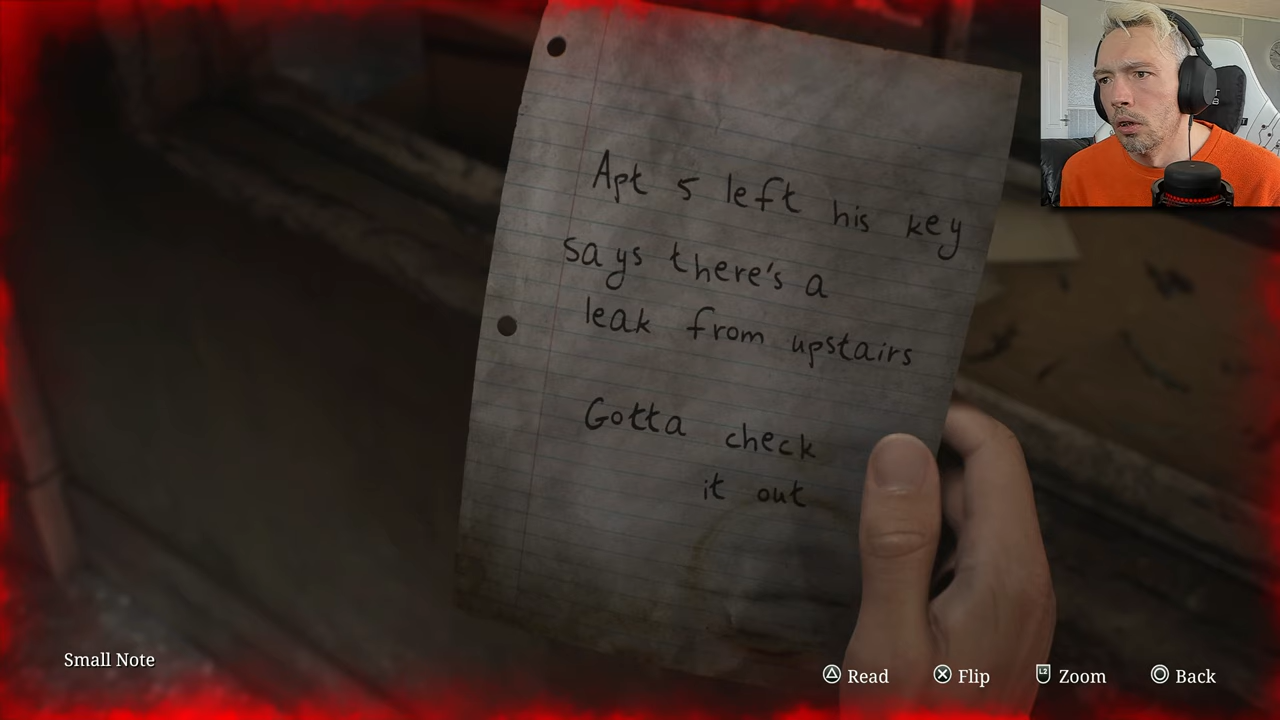 Apt 5 left his key
says there's a
leak from upstairs
Gotta check
it out
Small Note
Read
Flip
L2 Zoom
Back